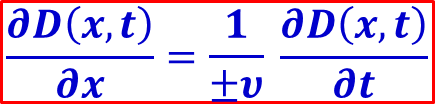 ∂D(x,t)/∂x = 1/±υ ∂D(x,t)/∂t